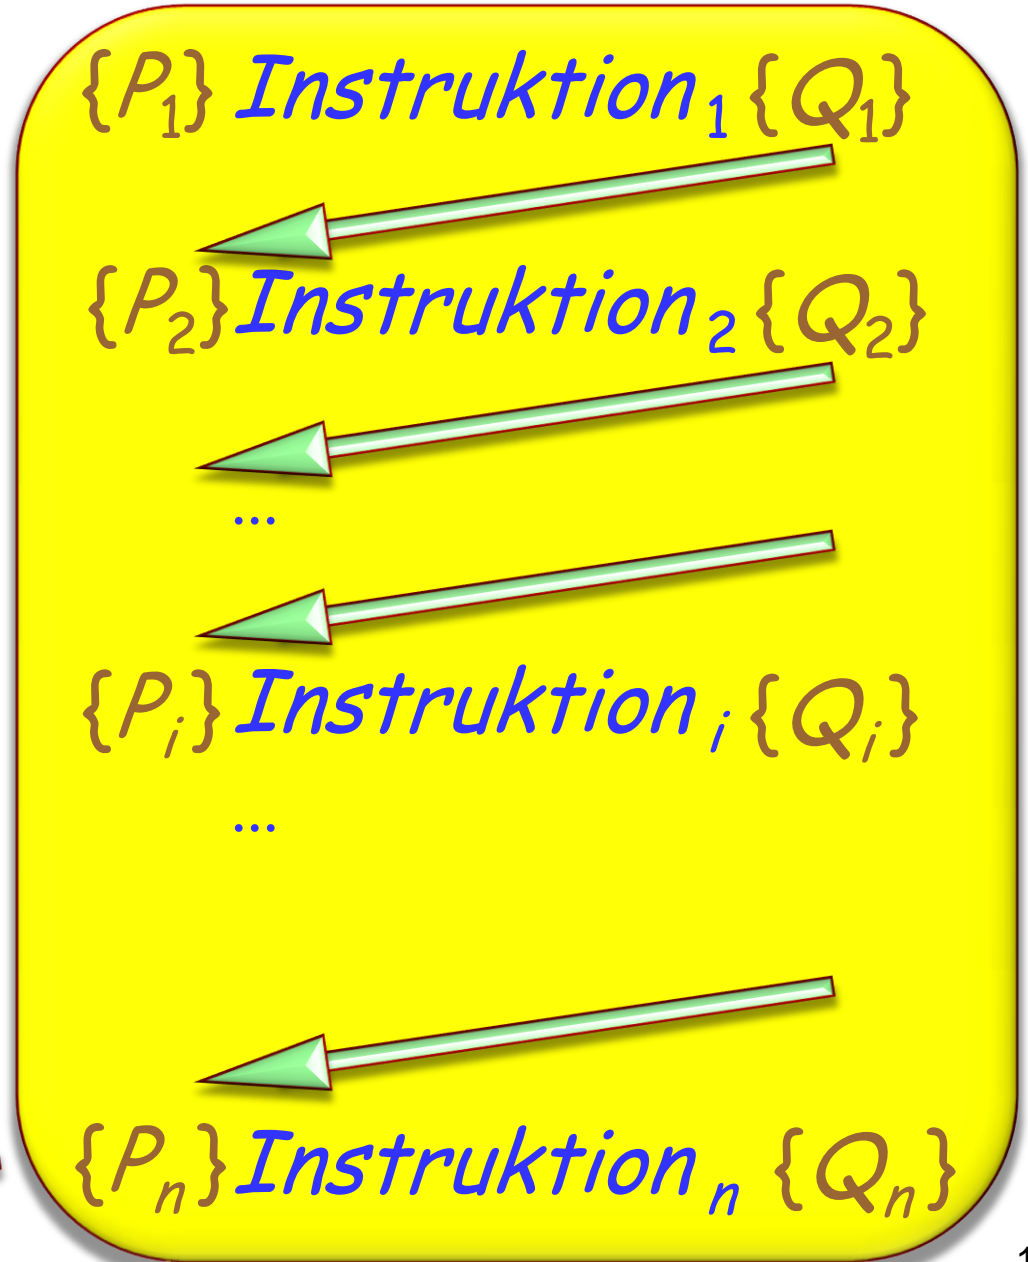 {P₁} Instruktion₁ {Q₁}
{P₂} Instruktion₂ {Q₂}
...
{Pᵢ} Instruktionᵢ {Qᵢ}
...
{Pₙ} Instruktionₙ {Qₙ}